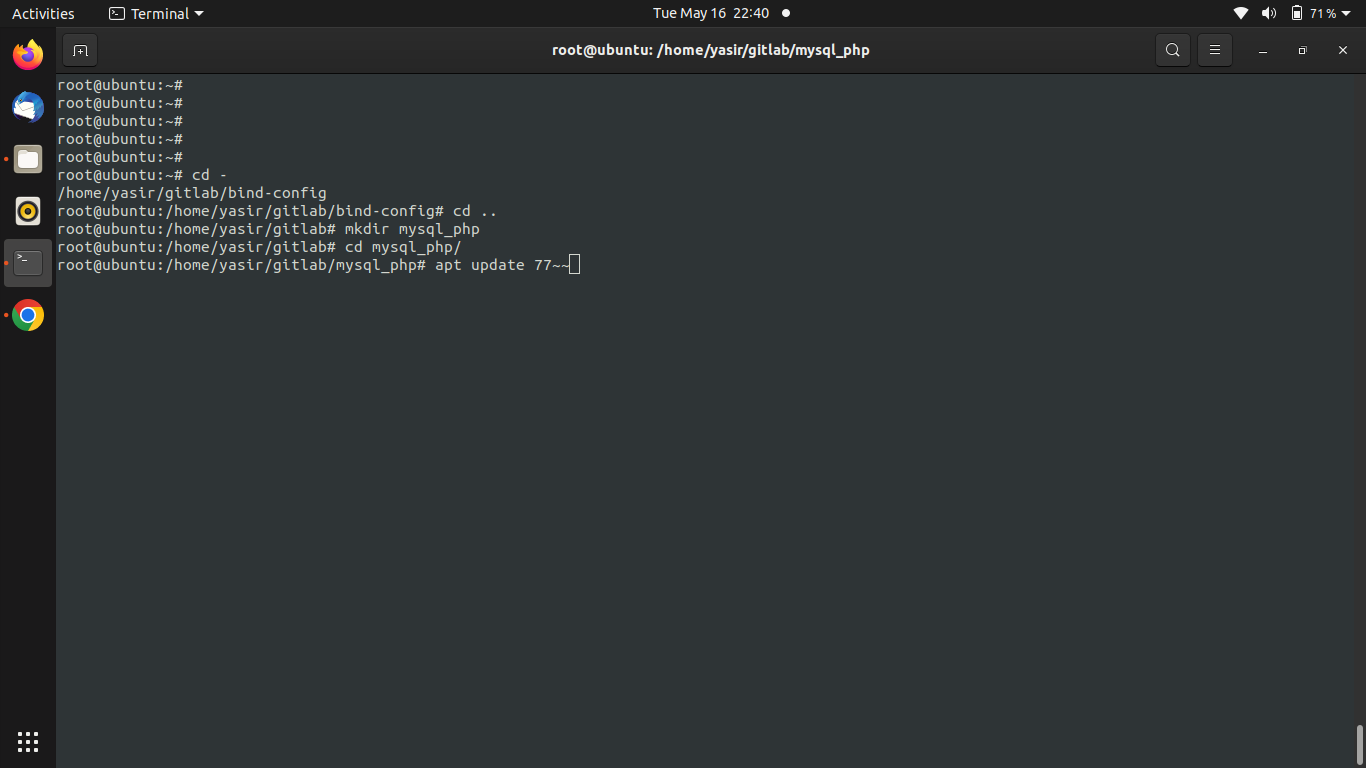 Activities
Terminal
Tue May 16 22:40
71%
root@ubuntu: /home/yasir/gitlab/mysql_php
root@ubuntu:~#
root@ubuntu:~#
root@ubuntu:~#
root@ubuntu:~#
root@ubuntu:~#
root@ubuntu:~# cd -
/home/yasir/gitlab/bind-config
root@ubuntu:/home/yasir/gitlab/bind-config# cd ..
root@ubuntu:/home/yasir/gitlab# mkdir mysql_php
root@ubuntu:/home/yasir/gitlab# cd mysql_php/
root@ubuntu:/home/yasir/gitlab/mysql_php# apt update 77~~